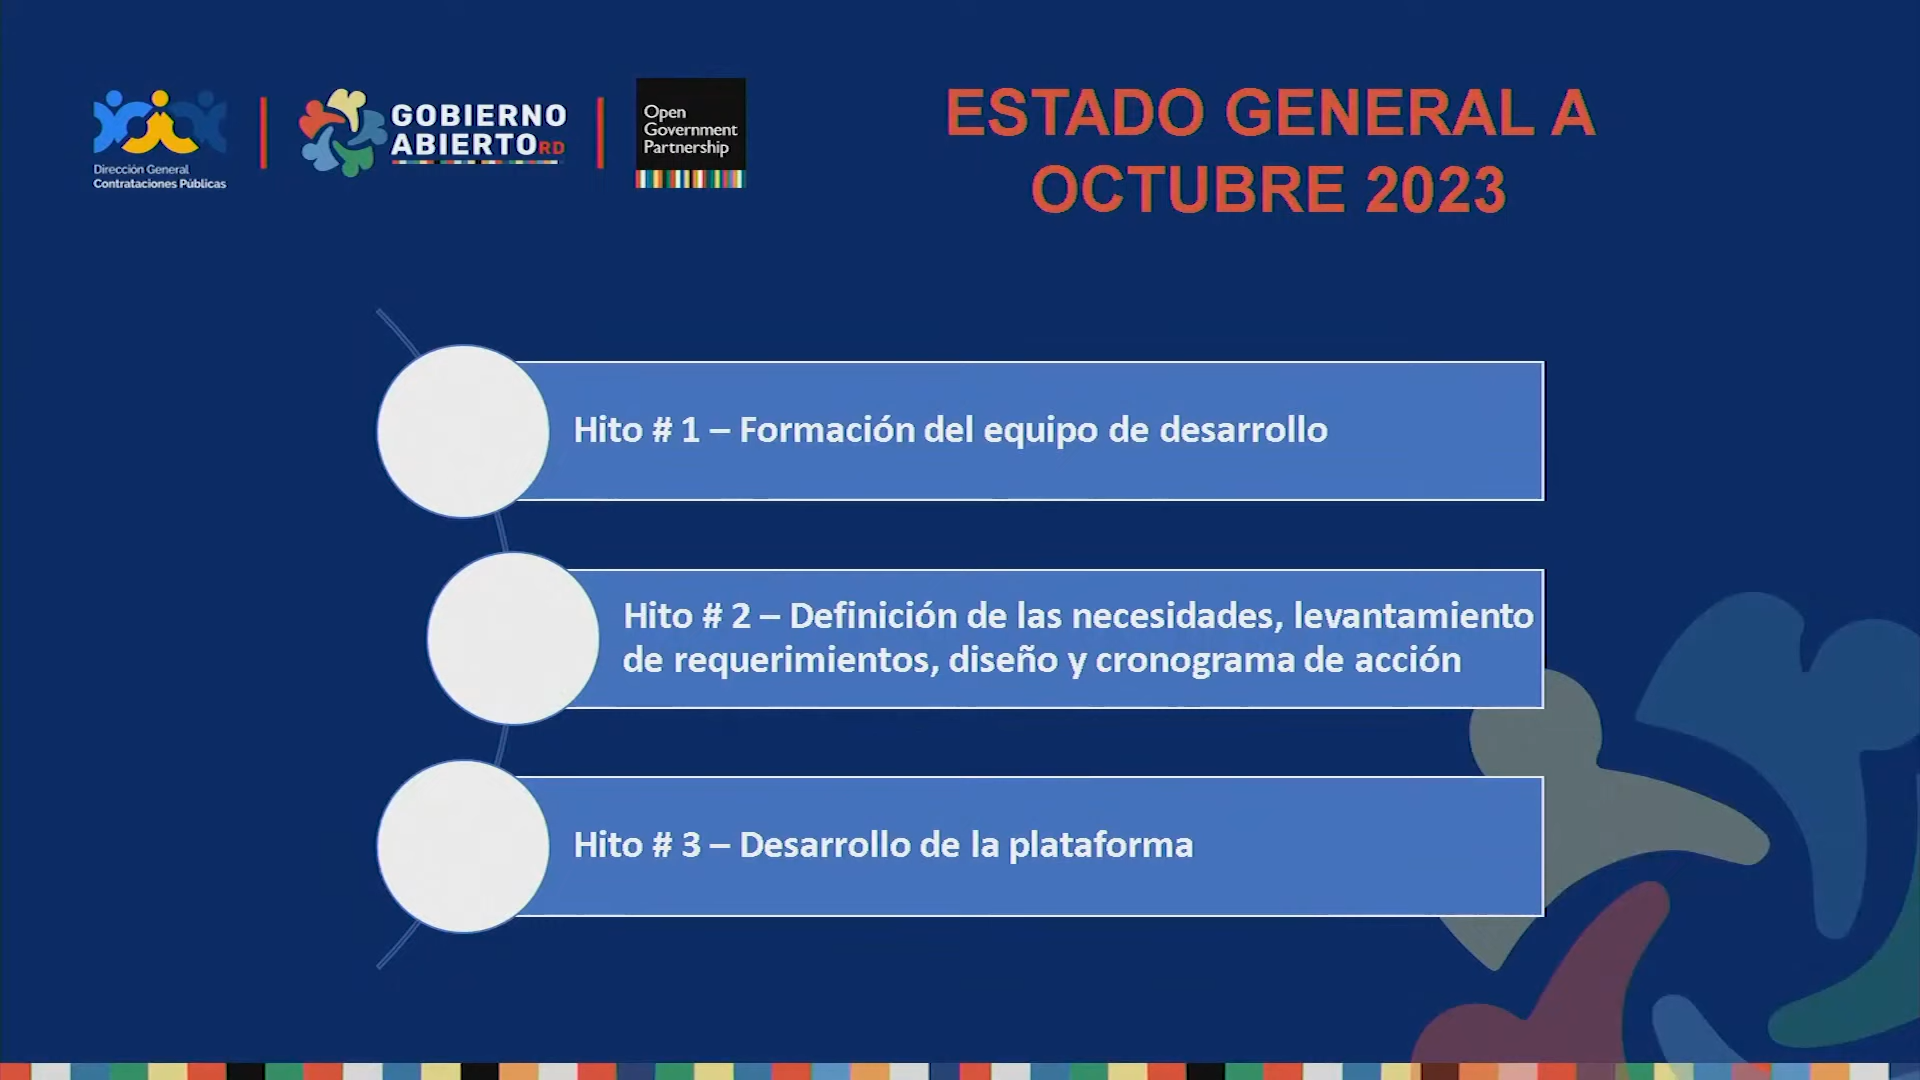 Dirección General
Contrataciones Públicas
GOBIERNO
ABIERTORD
Open
Government
Partnership
ESTADO GENERAL A
OCTUBRE 2023
Hito # 1 – Formación del equipo de desarrollo
Hito # 2 – Definición de las necesidades, levantamiento
de requerimientos, diseño y cronograma de acción
Hito # 3 – Desarrollo de la plataforma